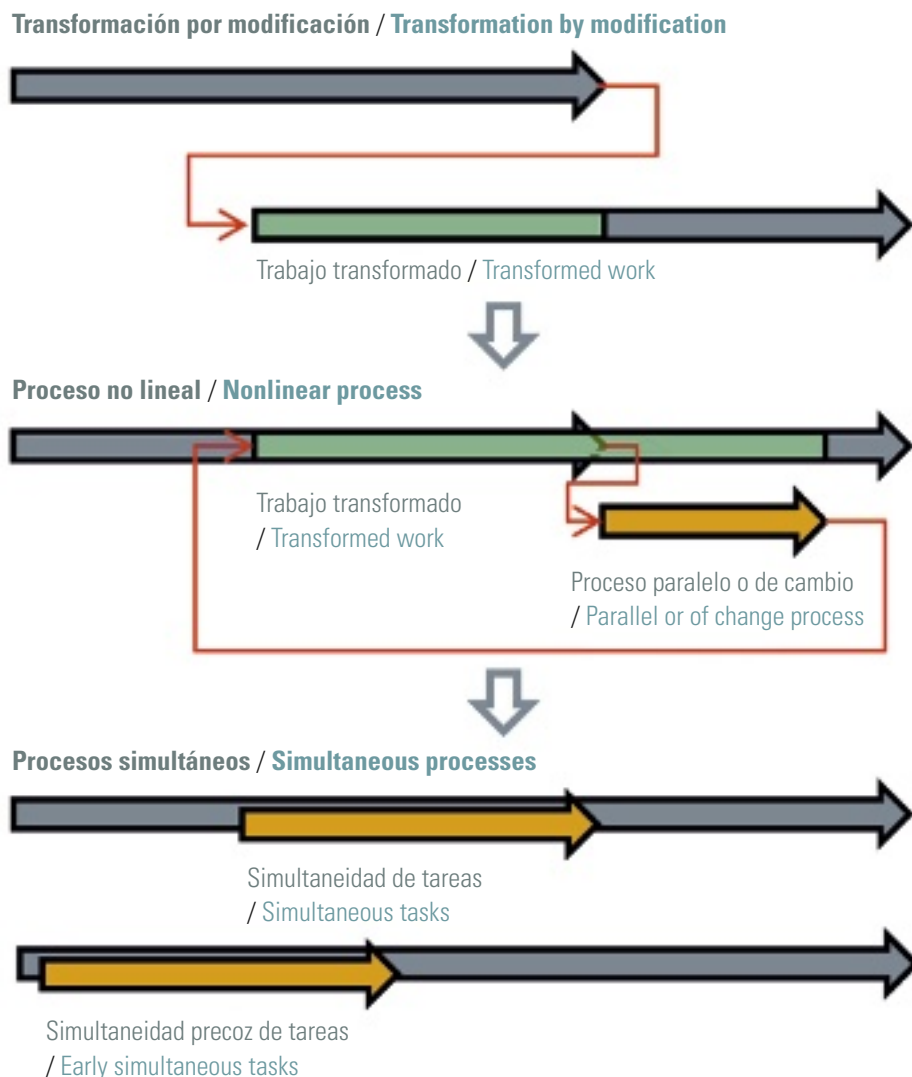 Transformación por modificación / Transformation by modification
Trabajo transformado / Transformed work
Proceso no lineal / Nonlinear process
Trabajo transformado
/ Transformed work
Proceso paralelo o de cambio
/ Parallel or of change process
Procesos simultáneos / Simultaneous processes
Simultaneidad de tareas
/ Simultaneous tasks
Simultaneidad precoz de tareas
/ Early simultaneous tasks